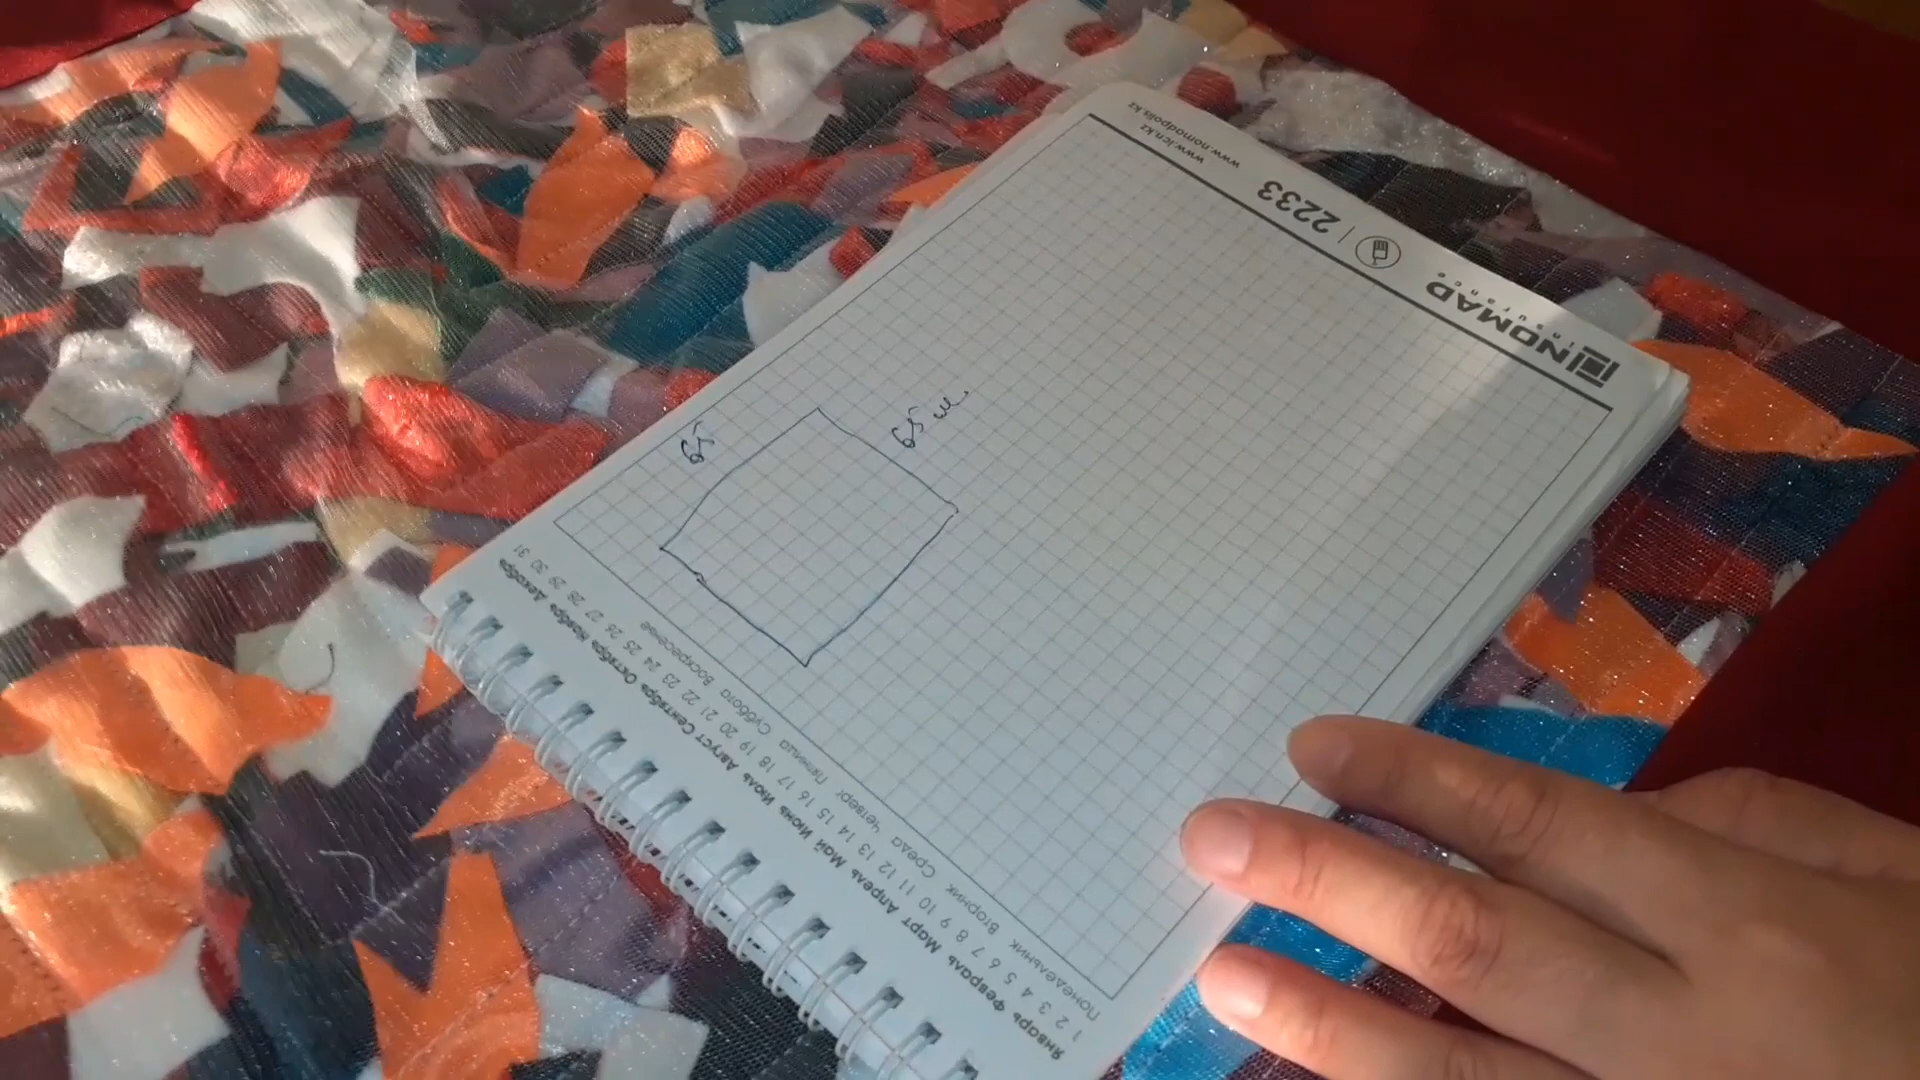 www.icn.kz
www.nomadpolis.kz
2233
NOMAD
insurance
65
65 см.
Январь Февраль Март Апрель Май Июнь Июль Август Сентябрь Октябрь Ноябрь Декабрь
1 2 3 4 5 6 7 8 9 10 11 12 13 14 15 16 17 18 19 20 21 22 23 24 25 26 27 28 29 30 31
Понедельник Вторник Среда Четверг Пятница Суббота Воскресенье